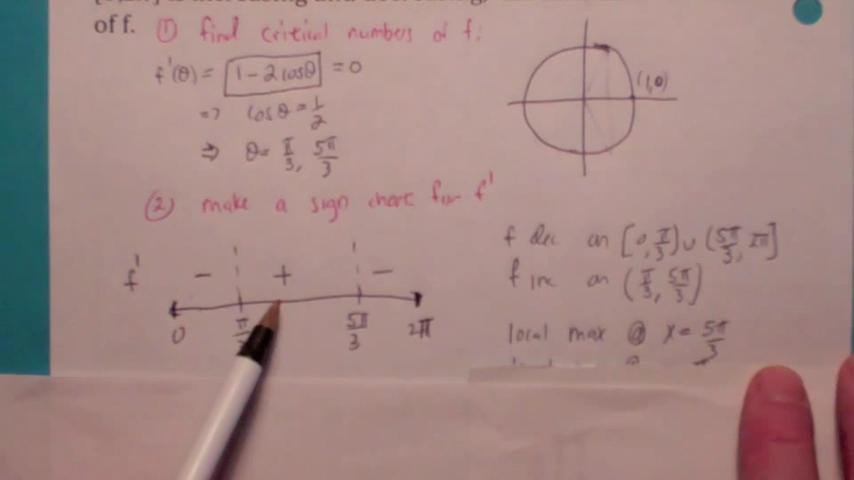 of f. ① find critical numbers of f:
f'(θ) = 1 - 2cosθ = 0
⇒ cosθ = 1/2
⇒ θ = π/3, 5π/3
(1,0)
② make a sign chart for f'
f' - + -
0 π/3 5π/3 2π
f dec on [0, π/3) ∪ (5π/3, 2π]
f inc on (π/3, 5π/3)
local max @ x = 5π/3